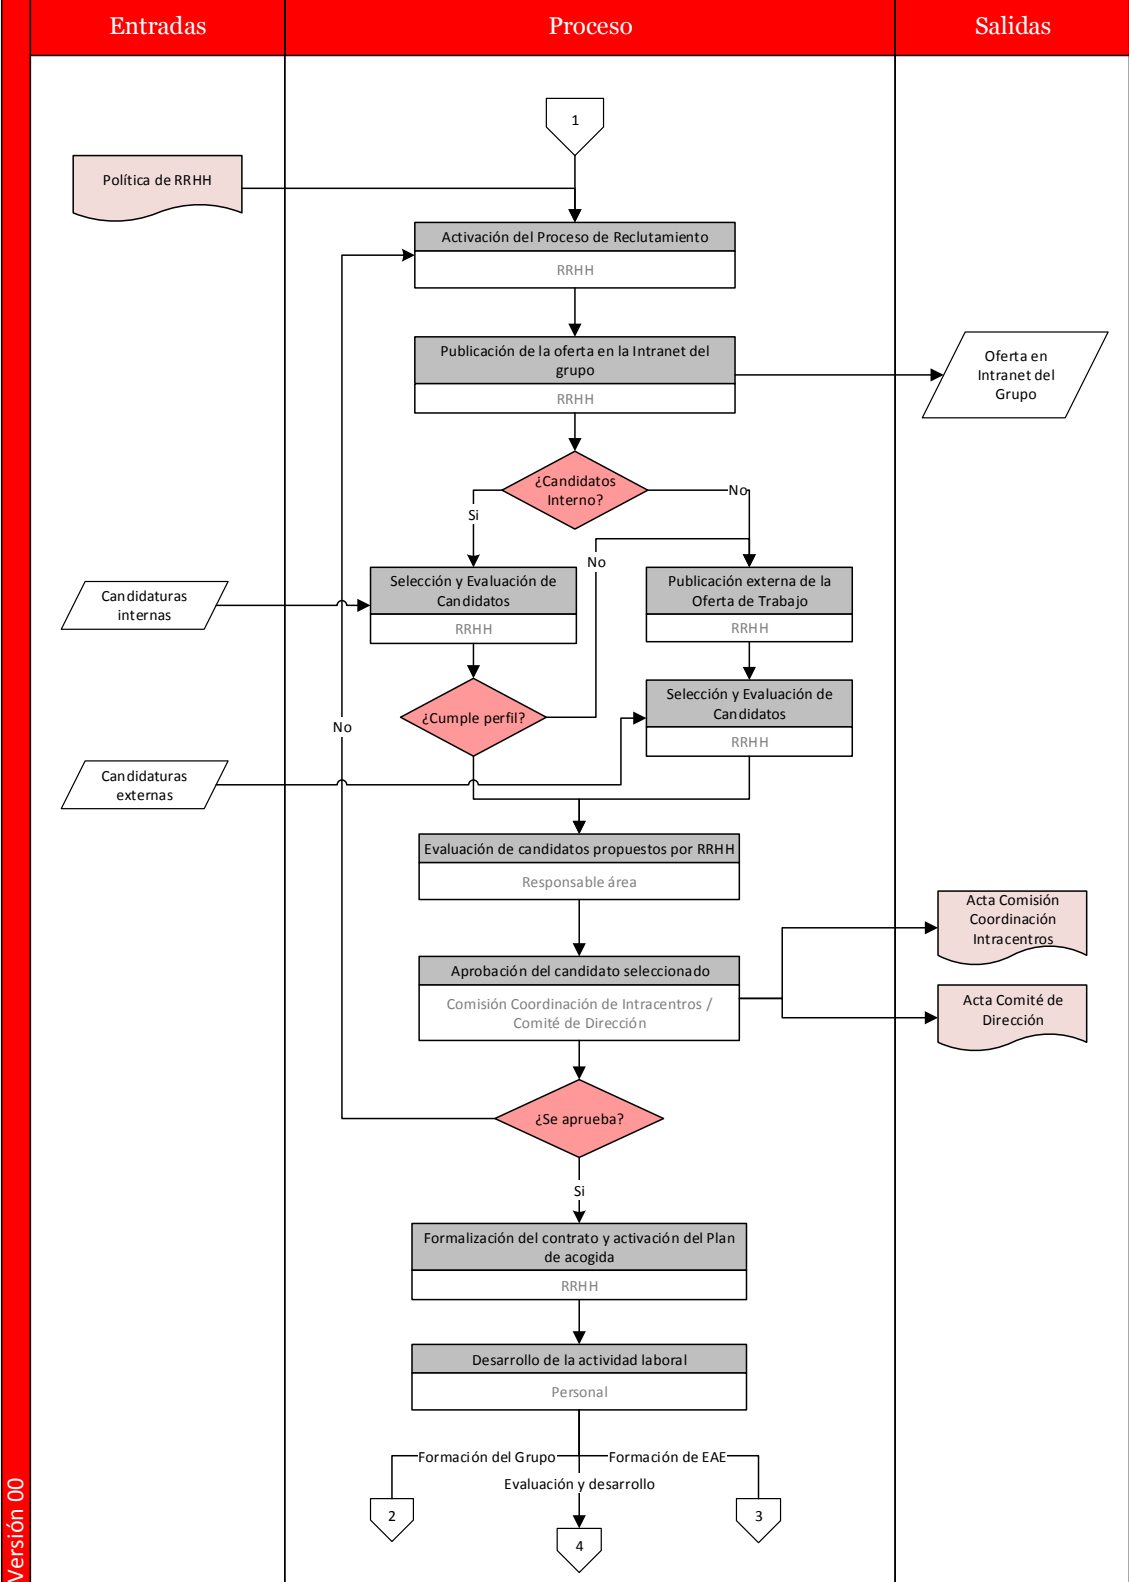 Entradas
Proceso
Salidas
1
Política de RRHH
Activación del Proceso de Reclutamiento
RRHH
Publicación de la oferta en la Intranet del
grupo
RRHH
Oferta en
Intranet del
Grupo
¿Candidatos
Interno?
Si
No
No
Candidaturas
internas
Selección y Evaluación de
Candidatos
RRHH
Publicación externa de la
Oferta de Trabajo
RRHH
¿Cumple perfil?
Selección y Evaluación de
Candidatos
RRHH
No
Candidaturas
externas
Evaluación de candidatos propuestos por RRHH
Responsable área
Aprobación del candidato seleccionado
Comisión Coordinación de Intracentros /
Comité de Dirección
Acta Comisión
Coordinación
Intracentros
Acta Comité de
Dirección
¿Se aprueba?
Si
Formalización del contrato y activación del Plan
de acogida
RRHH
Desarrollo de la actividad laboral
Personal
Formación del Grupo
Formación de EAE
Evaluación y desarrollo
2
3
4
Versión 00